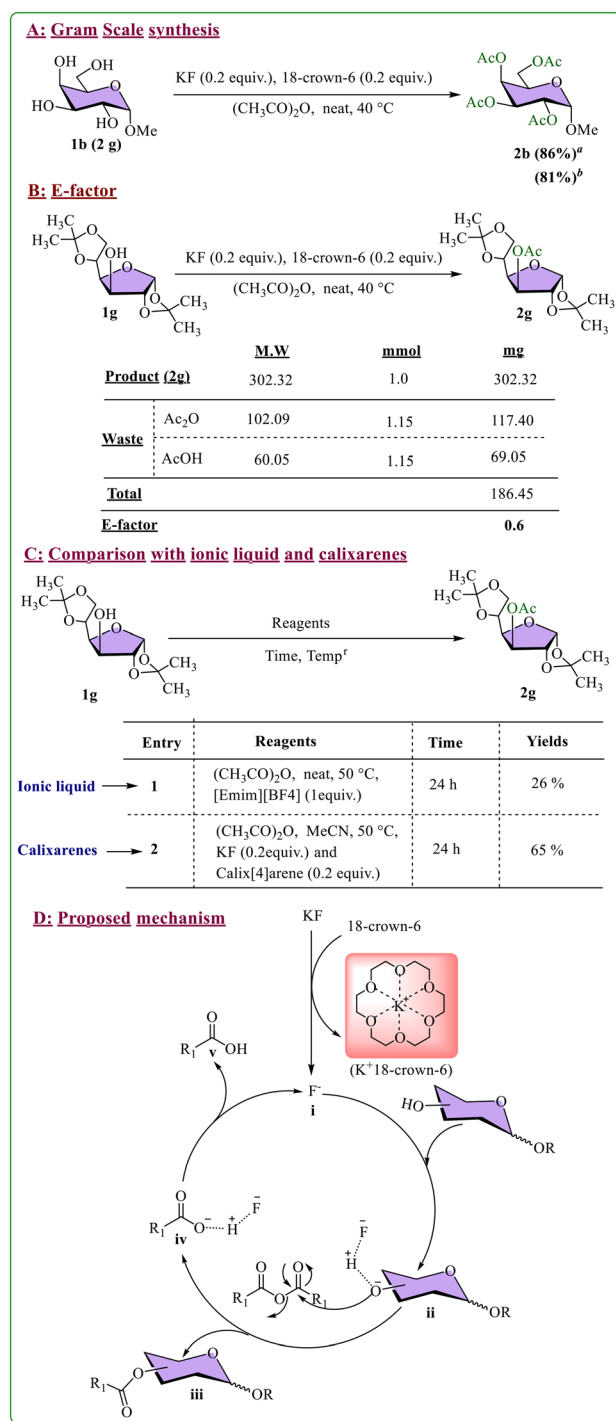 A: Gram Scale synthesis
OH
OH
HO
HO
O
OMe
1b (2 g)
KF (0.2 equiv.), 18-crown-6 (0.2 equiv.)
(CH3CO)2O, neat, 40 °C
AcO
OAc
AcO
AcO
O
O
Me
2b (86%)a
(81%)b
B: E-factor
CH3
H3C
O
O
OH
O
O
O
CH3
CH3
1g
KF (0.2 equiv.), 18-crown-6 (0.2 equiv.)
(CH3CO)2O, neat, 40 °C
CH3
H3C
O
O
OAc
O
O
O
CH3
H3C
2g
M.W mmol mg
Product (2g) 302.32 1.0 302.32
Waste
Ac2O 102.09 1.15 117.40
AcOH 60.05 1.15 69.05
Total 186.45
E-factor 0.6
C: Comparison with ionic liquid and calixarenes
CH3
H3C
O
O
OH
O
O
O
CH3
CH3
1g
Reagents
Time, Tempr
CH3
H3C
O
O
OAc
O
O
O
CH3
H3C
2g
Entry Reagents Time Yields
Ionic liquid 1 (CH3CO)2O, neat, 50 °C, 24 h 26 %
[Emim][BF4] (1equiv.)
Calixarenes 2 (CH3CO)2O, MeCN, 50 °C, 24 h 65 %
KF (0.2equiv.) and
Calix[4]arene (0.2 equiv.)
D: Proposed mechanism
KF
18-crown-6
O
O
O
K+
O
O
O
(K+18-crown-6)
O
R1
OH
v
F-
i
HO
O
OR
O
R1
O-
H+
F-
iv
O
R1
O
O
R1
F-
H+
O-
O
OR
ii
R1
O
O
O
OR
iii